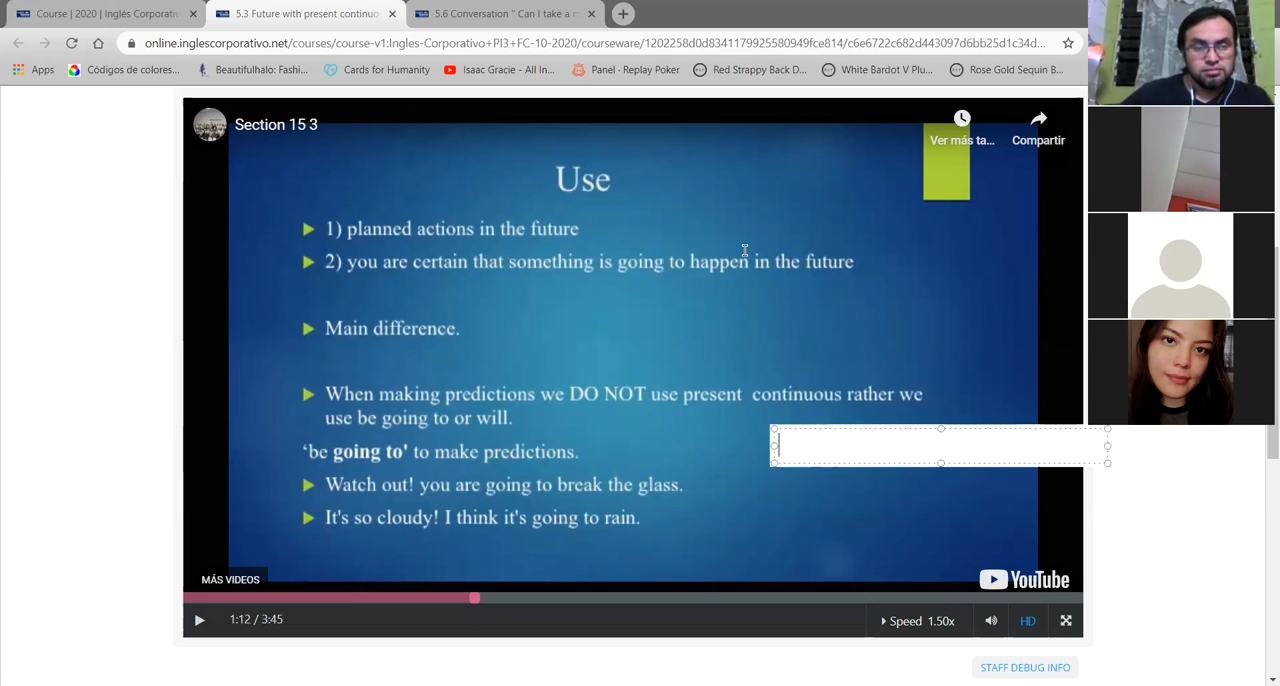 Course | 2020 | Inglés Corporativ
5.3 Future with present continuo
5.6 Conversation " Can I take a m
online.inglescorporativo.net/courses/course-v1:Ingles-Corporativo+PI3+FC-10-2020/courseware/1202258d0d8341179925580949fce814/c6e6722c682d443097d6bb25d1c34d...
Apps
Códigos de colores...
Beautifulhalo: Fashi...
Cards for Humanity
Isaac Gracie - All In...
Panel · Replay Poker
Red Strappy Back D...
White Bardot V Plu...
Rose Gold Sequin B...
Section 15 3
Ver más ta...
Compartir
Use
1) planned actions in the future
2) you are certain that something is going to happen in the future
Main difference.
When making predictions we DO NOT use present continuous rather we
use be going to or will.
‘be going to' to make predictions.
Watch out! you are going to break the glass.
It's so cloudy! I think it's going to rain.
MÁS VIDEOS
YouTube
1:12 / 3:45
Speed 1.50x
HD
STAFF DEBUG INFO